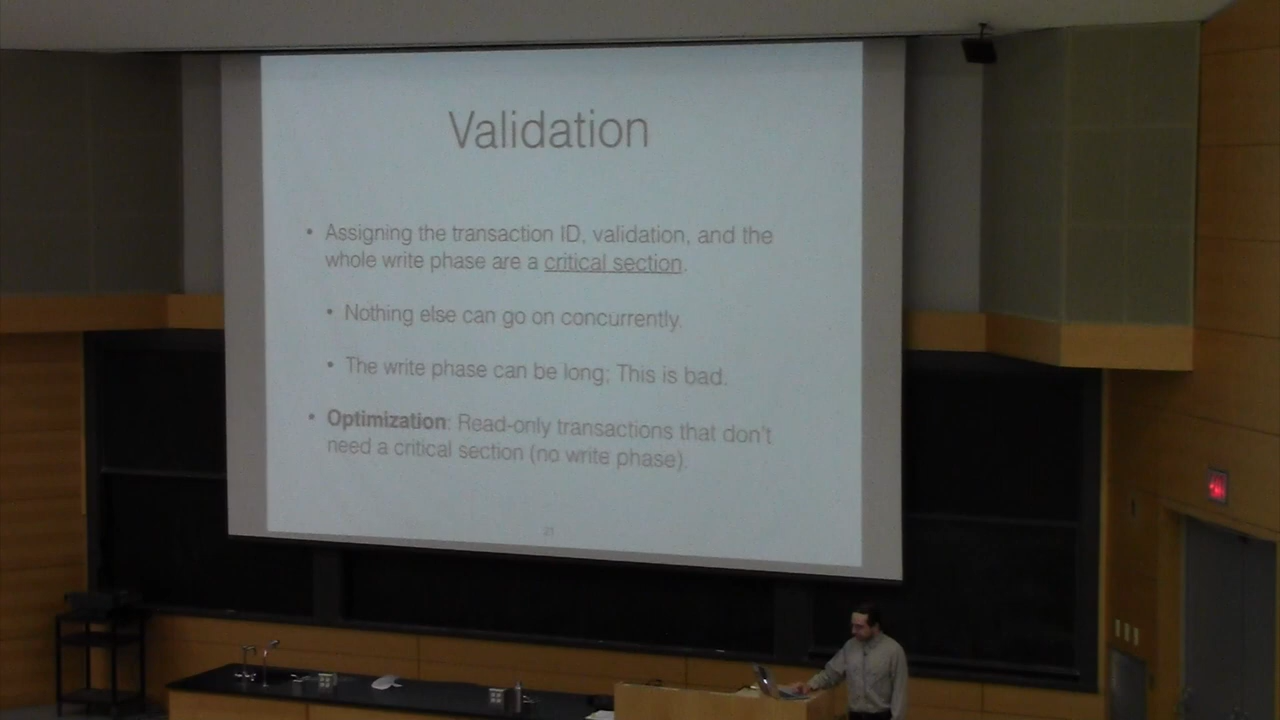 Validation
• Assigning the transaction ID, validation, and the
whole write phase are a critical section.
• Nothing else can go on concurrently.
• The write phase can be long; This is bad.
• Optimization: Read-only transactions that don't
need a critical section (no write phase).